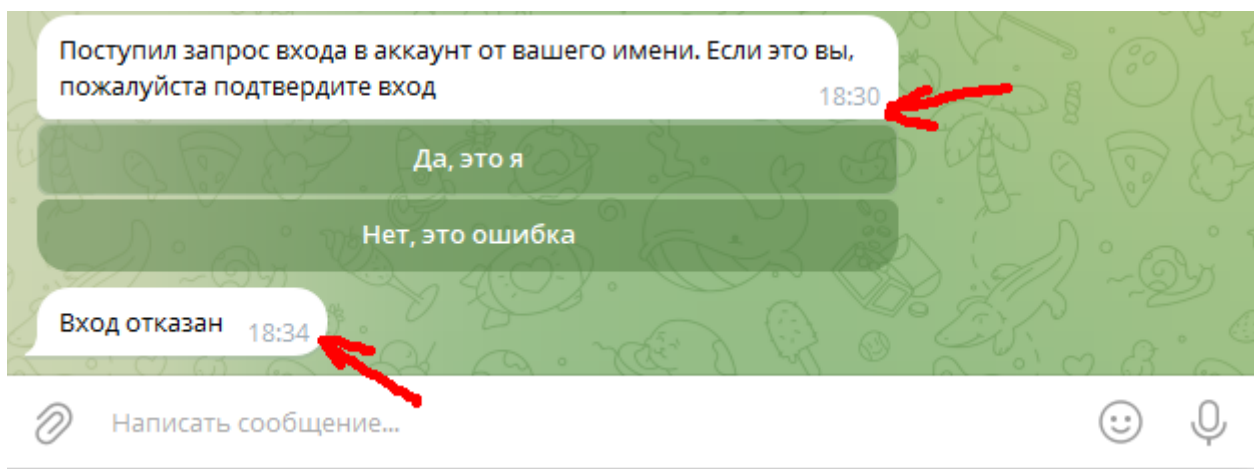 Поступил запрос входа в аккаунт от вашего имени. Если это вы,
пожалуйста подтвердите вход
18:30
Да, это я
Нет, это ошибка
Вход отказан 18:34
Написать сообщение...